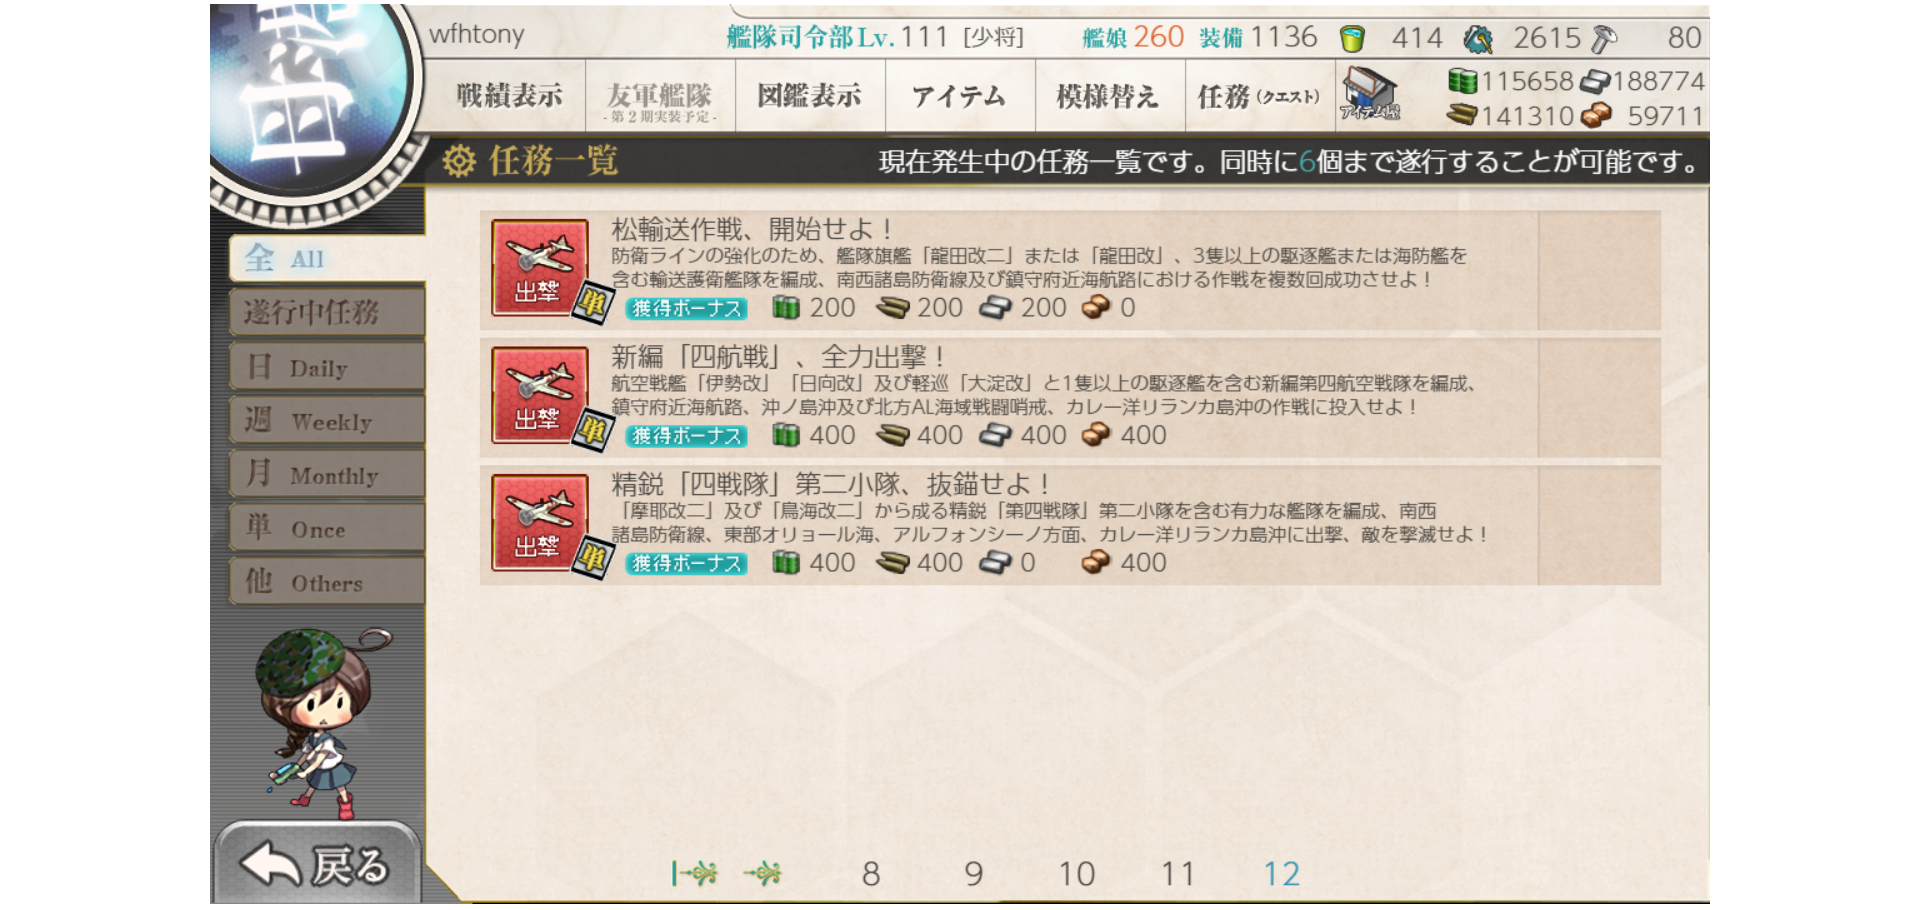 wfhtony
艦隊司令部Lv.111 [少将]
艦娘 260 装備 1136 414 2615 80
戦績表示 友軍艦隊 図鑑表示 アイテム 模様替え 任務(クエスト) アイテム屋
-第2期実装予定-
115658 188774
141310 59711
任務一覧
現在発生中の任務一覧です。同時に6個まで遂行することが可能です。
全 All
遂行中任務
日 Daily
週 Weekly
月 Monthly
単 Once
他 Others
戻る
松輸送作戦、開始せよ！
防衛ラインの強化のため、艦隊旗艦「龍田改二」または「龍田改」、3隻以上の駆逐艦または海防艦を
含む輸送護衛艦隊を編成、南西諸島防衛線及び鎮守府近海航路における作戦を複数回成功させよ！
出撃 単 獲得ボーナス 200 200 200 0
新編「四航戦」、全力出撃！
航空戦艦「伊勢改」「日向改」及び軽巡「大淀改」と1隻以上の駆逐艦を含む新編第四航空戦隊を編成、
鎮守府近海航路、沖ノ島沖及び北方AL海域戦闘哨戒、カレー洋リランカ島沖の作戦に投入せよ！
出撃 単 獲得ボーナス 400 400 400 400
精鋭「四戦隊」第二小隊、抜錨せよ！
「摩耶改二」及び「鳥海改二」から成る精鋭「第四戦隊」第二小隊を含む有力な艦隊を編成、南西
諸島防衛線、東部オリョール海、アルフォンシーノ方面、カレー洋リランカ島沖に出撃、敵を撃滅せよ！
出撃 単 獲得ボーナス 400 400 0 400
8 9 10 11 12